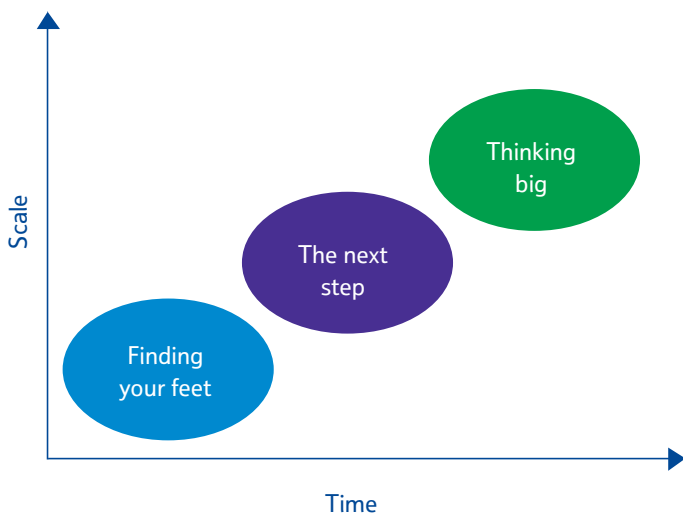 Thinking
big
The next
step
Finding
your feet
Scale
Time